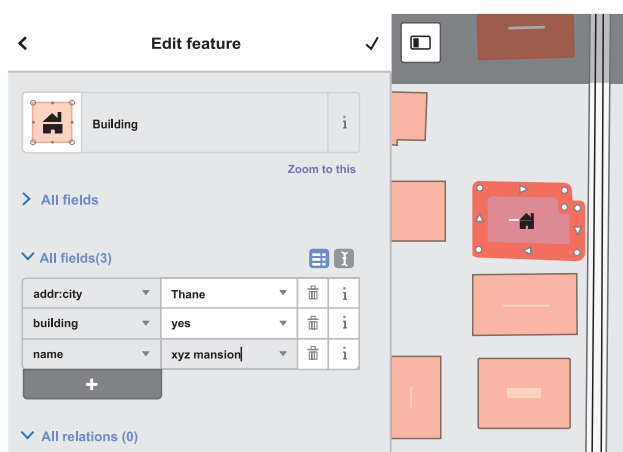 Edit feature
Building
i
Zoom to this
All fields
All fields(3)
addr:city Thane i
building yes i
name xyz mansion i
+
All relations (0)